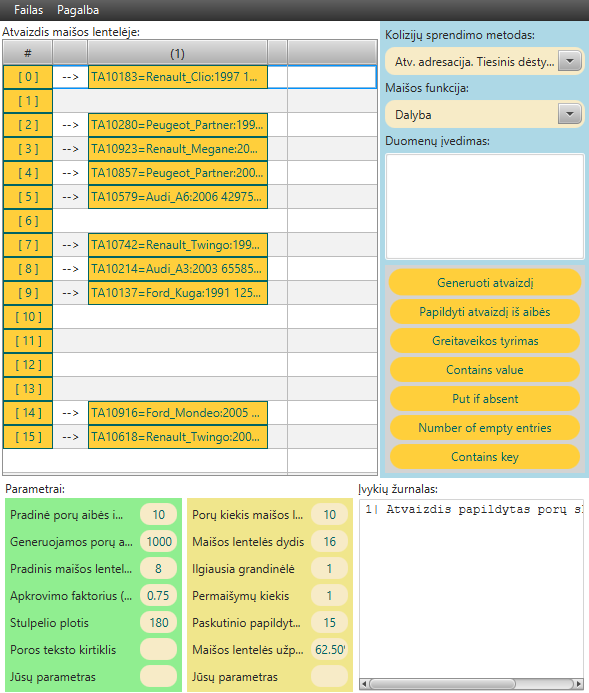 Failas Pagalba
Atvaizdis maišos lentelėje:
# (1)
[ 0 ] --> TA10183=Renault_Clio:1997 1...
[ 1 ]
[ 2 ] --> TA10280=Peugeot_Partner:199...
[ 3 ] --> TA10923=Renault_Megane:20...
[ 4 ] --> TA10857=Peugeot_Partner:200...
[ 5 ] --> TA10579=Audi_A6:2006 42975...
[ 6 ]
[ 7 ] --> TA10742=Renault_Twingo:199...
[ 8 ] --> TA10214=Audi_A3:2003 65585...
[ 9 ] --> TA10137=Ford_Kuga:1991 125...
[ 10 ]
[ 11 ]
[ 12 ]
[ 13 ]
[ 14 ] --> TA10916=Ford_Mondeo:2005 ...
[ 15 ] --> TA10618=Renault_Twingo:200...
Kolizijų sprendimo metodas:
Atv. adresacija. Tiesinis dėsty...
Maišos funkcija:
Dalyba
Duomenų įvedimas:
Generuoti atvaizdį
Papildyti atvaizdį iš aibės
Greitaveikos tyrimas
Contains value
Put if absent
Number of empty entries
Contains key
Parametrai:
Pradinė porų aibės i... 10
Generuojamos porų a... 1000
Pradinis maišos lentel... 8
Apkrovimo faktorius (... 0.75
Stulpelio plotis 180
Poros teksto kirtiklis
Jūsų parametras
Porų kiekis maišos l... 10
Maišos lentelės dydis 16
Ilgiausia grandinėlė 1
Permaišymų kiekis 1
Paskutinio papildyt... 15
Maišos lentelės užp... 62.50
Jūsų parametras
Įvykių žurnalas:
1| Atvaizdis papildytas porų